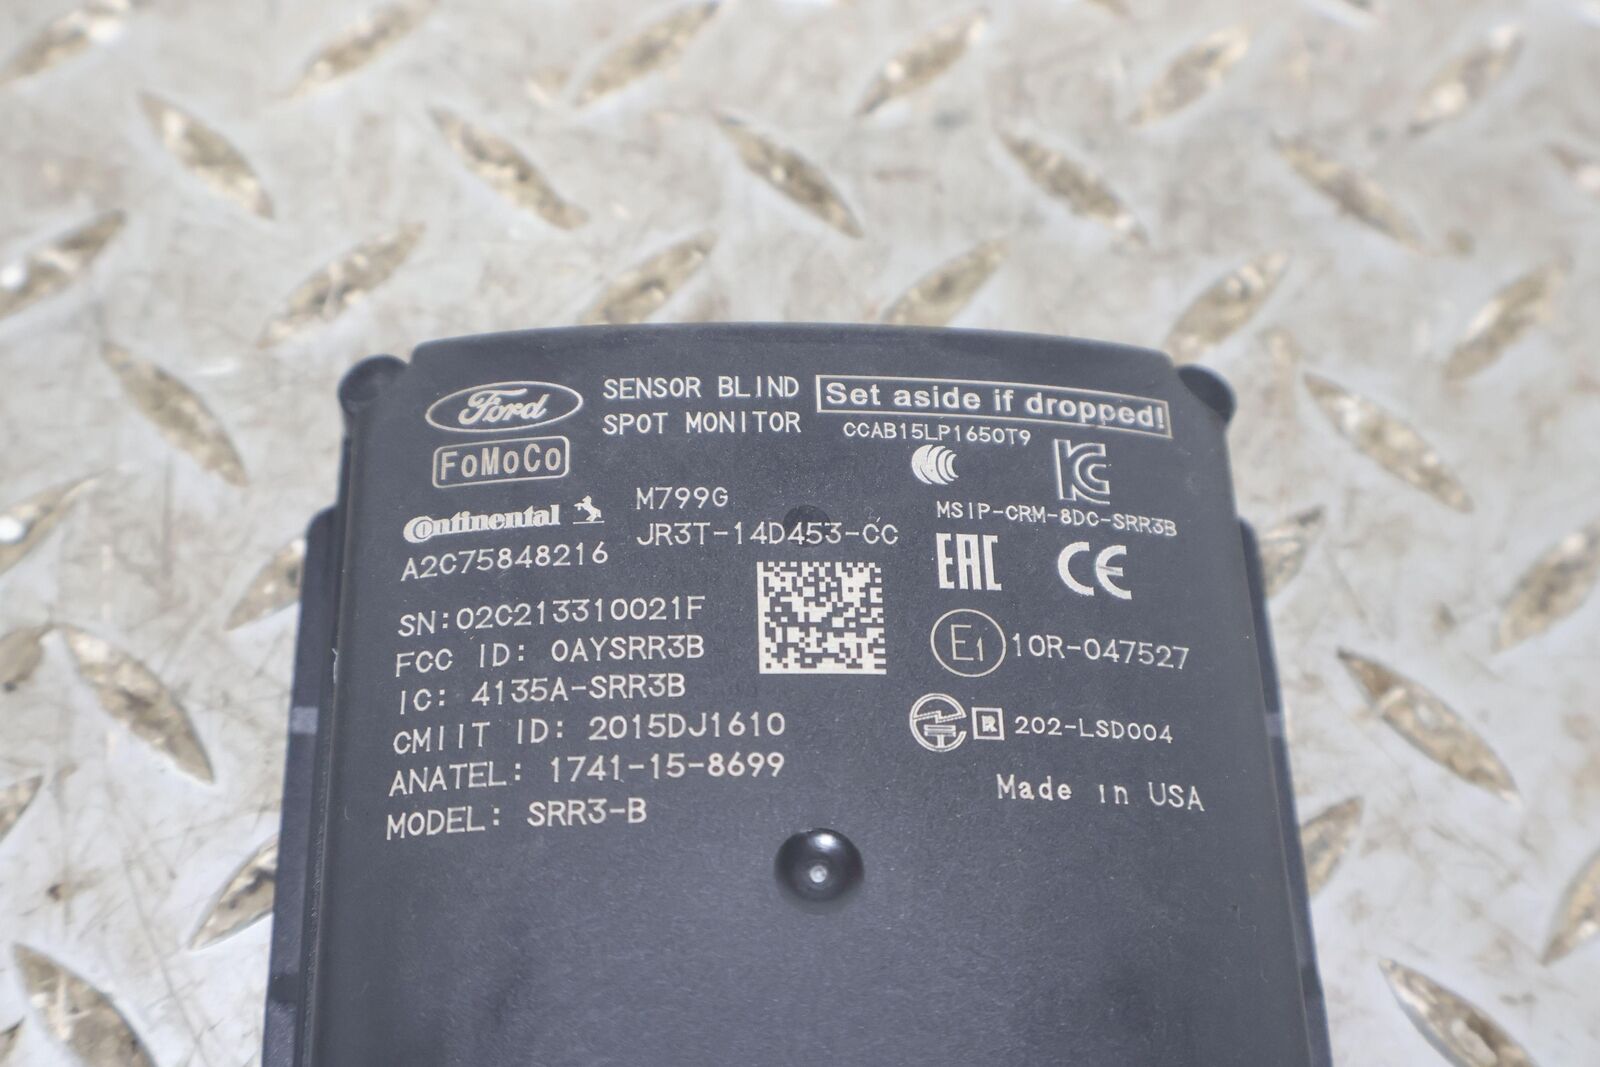 Ford
SENSOR BLIND
SPOT MONITOR
Set aside if dropped!
CCAB15LP1650T9
FoMoCo
Continental
A2C75848216
M799G
JR3T-14D453-CC
MSIP-CRM-8DC-SRR3B
EAC
CE
SN:02C213310021F
FCC ID: OAYSRR3B
IC: 4135A-SRR3B
CMIIT ID: 2015DJ1610
ANATEL: 1741-15-8699
MODEL: SRR3-B
E1 10R-047527
R 202-LSD004
Made in USA